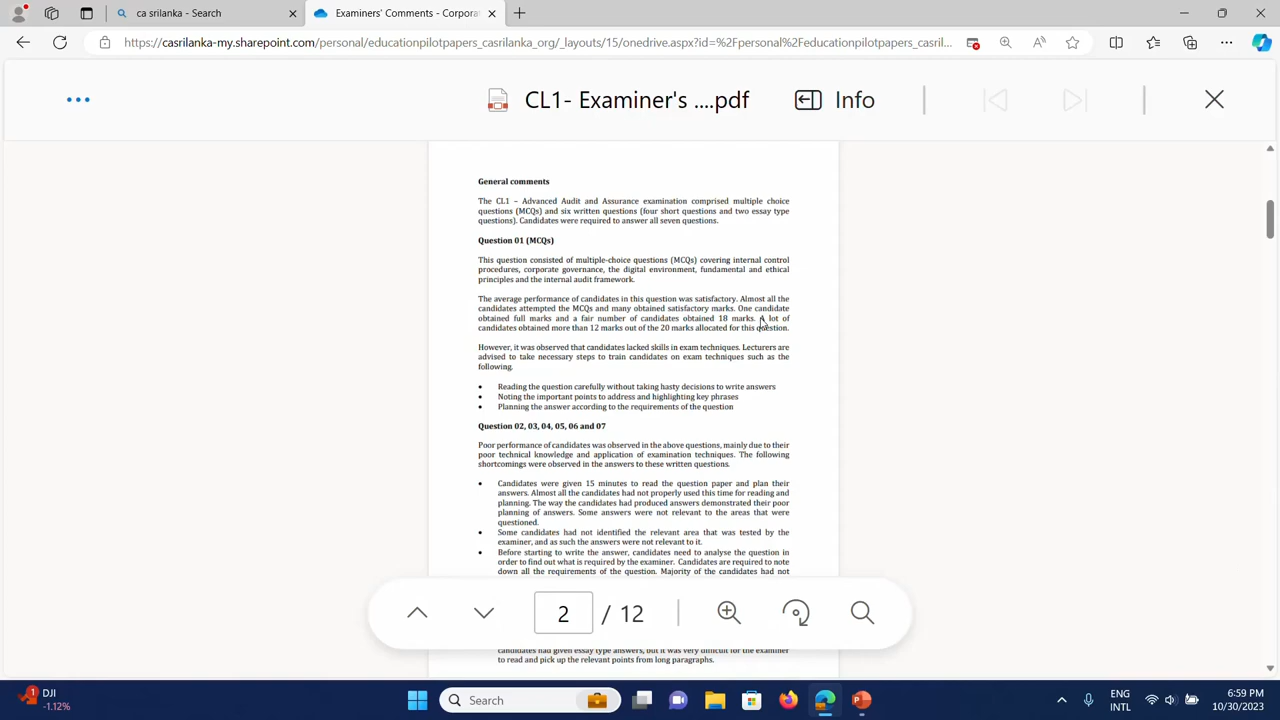 ca srilanka - Search
Examiners' Comments - Corpora
https://casrilanka-my.sharepoint.com/personal/educationpilotpapers_casrilanka_org/_layouts/15/onedrive.aspx?id=%2Fpersonal%2Feducationpilotpapers_casril...
CL1- Examiner's ....pdf
Info
General comments
The CL1 – Advanced Audit and Assurance examination comprised multiple choice
questions (MCQs) and six written questions (four short questions and two essay type
questions). Candidates were required to answer all seven questions.
Question 01 (MCQs)
This question consisted of multiple-choice questions (MCQs) covering internal control
procedures, corporate governance, the digital environment, fundamental and ethical
principles and the internal audit framework.
The average performance of candidates in this question was satisfactory. Almost all the
candidates attempted the MCQs and many obtained satisfactory marks. One candidate
obtained full marks and a fair number of candidates obtained 18 marks. A lot of
candidates obtained more than 12 marks out of the 20 marks allocated for this question.
However, it was observed that candidates lacked skills in exam techniques. Lecturers are
advised to take necessary steps to train candidates on exam techniques such as the
following.
• Reading the question carefully without taking hasty decisions to write answers
• Noting the important points to address and highlighting key phrases
• Planning the answer according to the requirements of the question
Question 02, 03, 04, 05, 06 and 07
Poor performance of candidates was observed in the above questions, mainly due to their
poor technical knowledge and application of examination techniques. The following
shortcomings were observed in the answers to these written questions.
• Candidates were given 15 minutes to read the question paper and plan their
answers. Almost all the candidates had not properly used this time for reading and
planning. The way the candidates had produced answers demonstrated their poor
planning of answers. Some answers were not relevant to the areas that were
questioned.
• Some candidates had not identified the relevant area that was tested by the
examiner, and as such the answers were not relevant to it.
• Before starting to write the answer, candidates need to analyse the question in
order to find out what is required by the examiner. Candidates are required to note
down all the requirements of the question. Majority of the candidates had not
2 / 12
candidates had given essay type answers, but it was very difficult for the examiner
to read and pick up the relevant points from long paragraphs.
1
DJI
-1.12%
Search
ENG
INTL
6:59 PM
10/30/2023